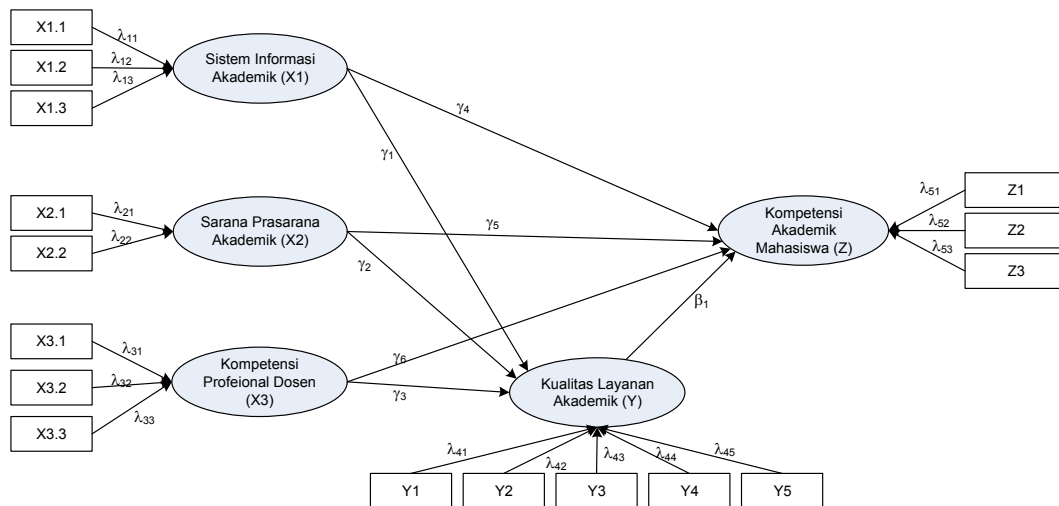 X1.1
X1.2
X1.3
λ11
λ12
λ13
Sistem Informasi
Akademik (X1)
γ4
γ1
X2.1
X2.2
λ21
λ22
Sarana Prasarana
Akademik (X2)
γ5
γ2
Kompetensi
Akademik
Mahasiswa (Z)
λ51
λ52
λ53
Z1
Z2
Z3
β1
X3.1
X3.2
X3.3
λ31
λ32
λ33
Kompetensi
Profeional Dosen
(X3)
γ6
γ3
Kualitas Layanan
Akademik (Y)
λ41
λ42
λ43
λ44
λ45
Y1
Y2
Y3
Y4
Y5